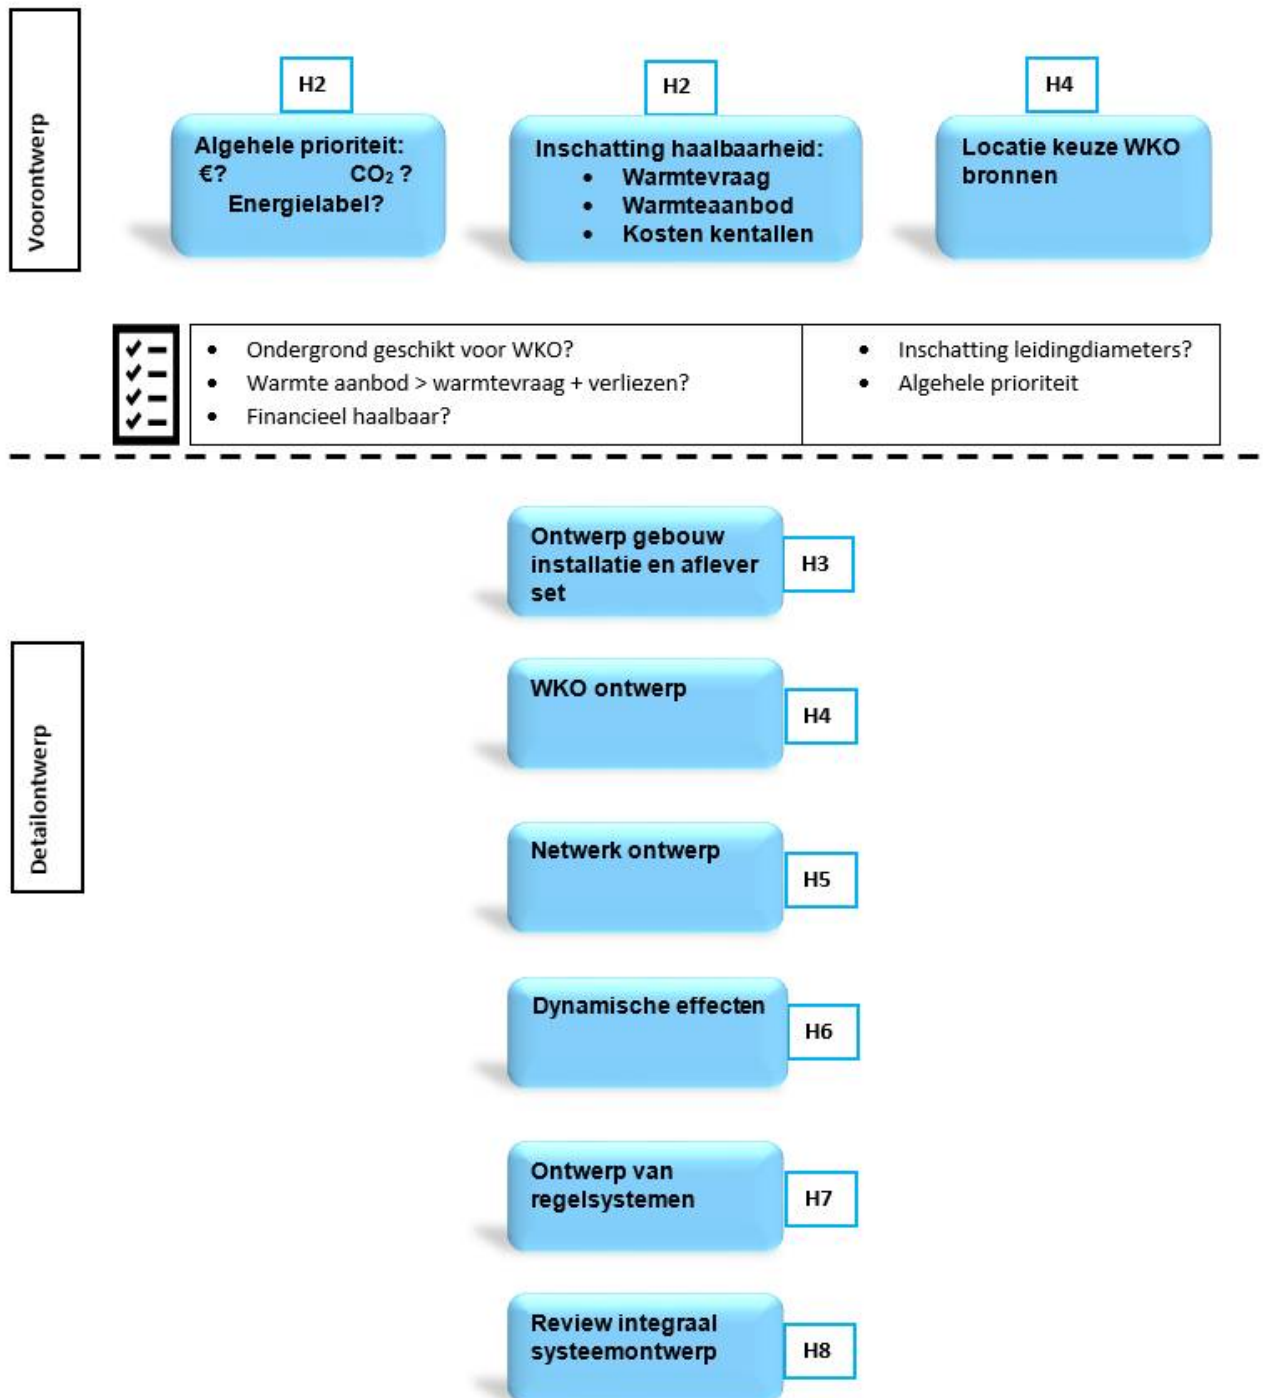 Voorontwerp
H2
Algehele prioriteit:
€? CO₂ ?
Energielabel?
H2
Inschatting haalbaarheid:
• Warmtevraag
• Warmteaanbod
• Kosten kentallen
H4
Locatie keuze WKO
bronnen
• Ondergrond geschikt voor WKO?
• Warmte aanbod > warmtevraag + verliezen?
• Financieel haalbaar?
• Inschatting leidingdiameters?
• Algehele prioriteit
Detailontwerp
Ontwerp gebouw
installatie en aflever
set
H3
WKO ontwerp
H4
Netwerk ontwerp
H5
Dynamische effecten
H6
Ontwerp van
regelsystemen
H7
Review integraal
systeemontwerp
H8